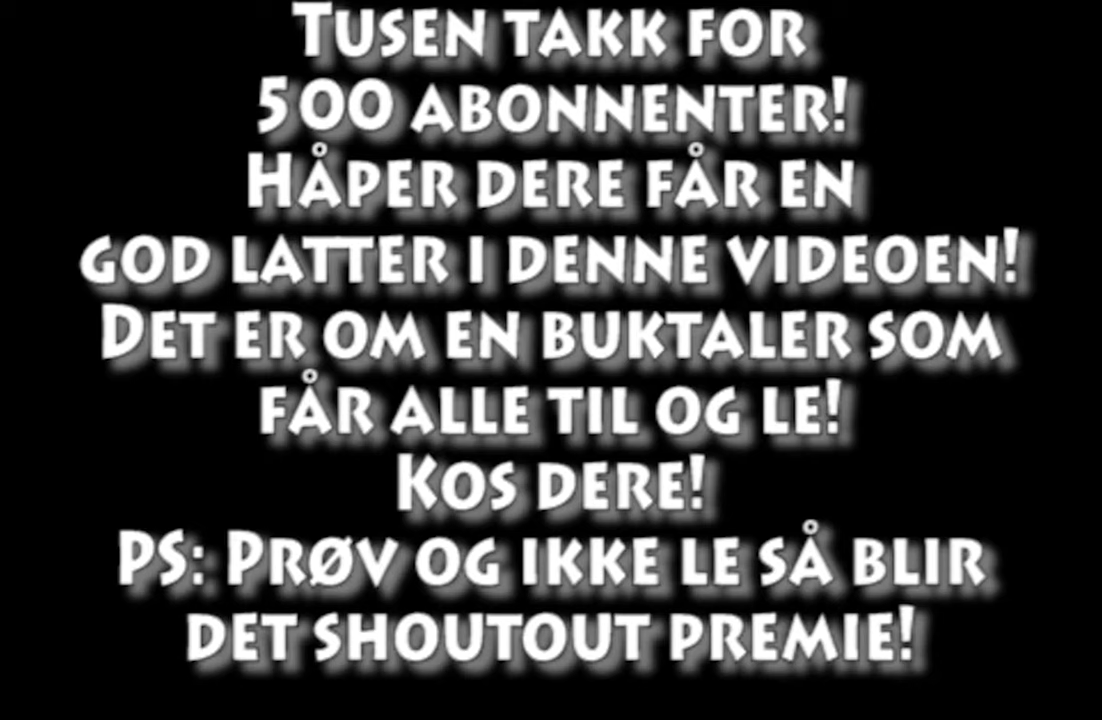 Tusen takk for
500 abonnenter!
Håper dere får en
god latter i denne videoen!
Det er om en buktaler som
får alle til og le!
Kos dere!
PS: Prøv og ikke le så blir
det shoutout premie!